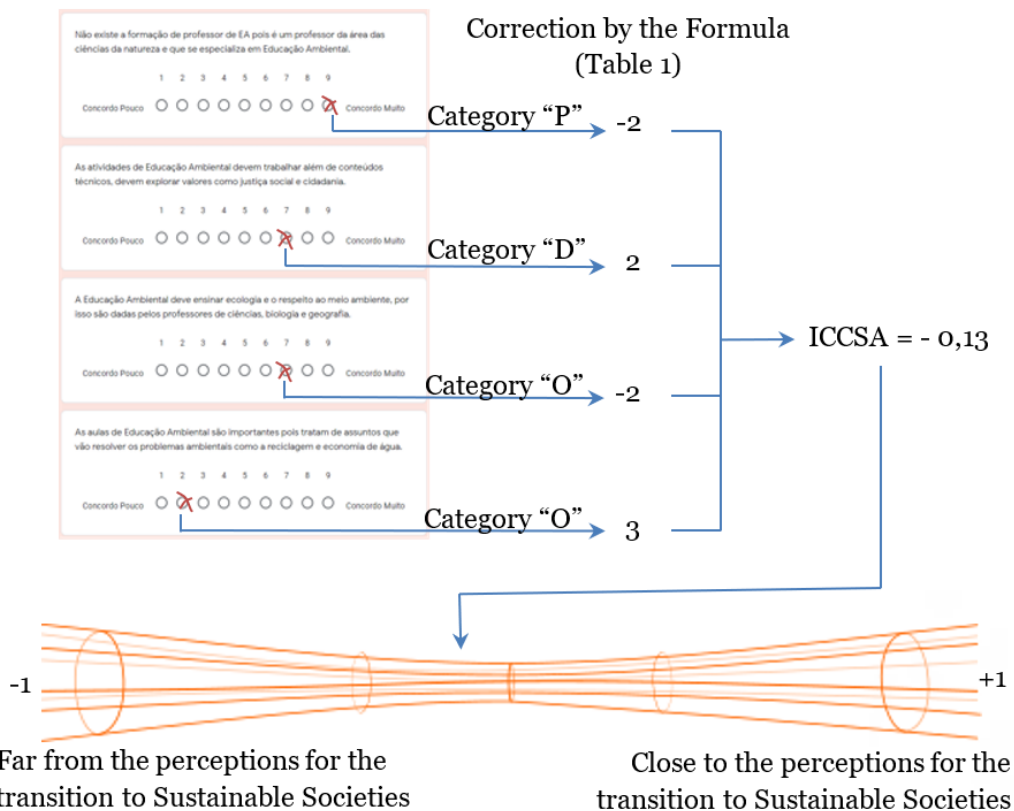 Não existe a formação de professor de EA pois é um professor da área das
ciências da natureza e que se especializa em Educação Ambiental.
1 2 3 4 5 6 7 8 9
Concordo Pouco Concordo Muito
As atividades de Educação Ambiental devem trabalhar além de conteúdos
técnicos, devem explorar valores como justiça social e cidadania.
1 2 3 4 5 6 7 8 9
Concordo Pouco Concordo Muito
A Educação Ambiental deve ensinar ecologia e o respeito ao meio ambiente, por
isso são dadas pelos professores de ciências, biologia e geografia.
1 2 3 4 5 6 7 8 9
Concordo Pouco Concordo Muito
As aulas de Educação Ambiental são importantes pois tratam de assuntos que
vão resolver os problemas ambientais como a reciclagem e economia de água.
1 2 3 4 5 6 7 8 9
Concordo Pouco Concordo Muito
Correction by the Formula
(Table 1)
Category “P” -2
Category “D” 2
Category “O” -2
Category “O” 3
ICCSA = - 0,13
-1
+1
Far from the perceptions for the
transition to Sustainable Societies
Close to the perceptions for the
transition to Sustainable Societies